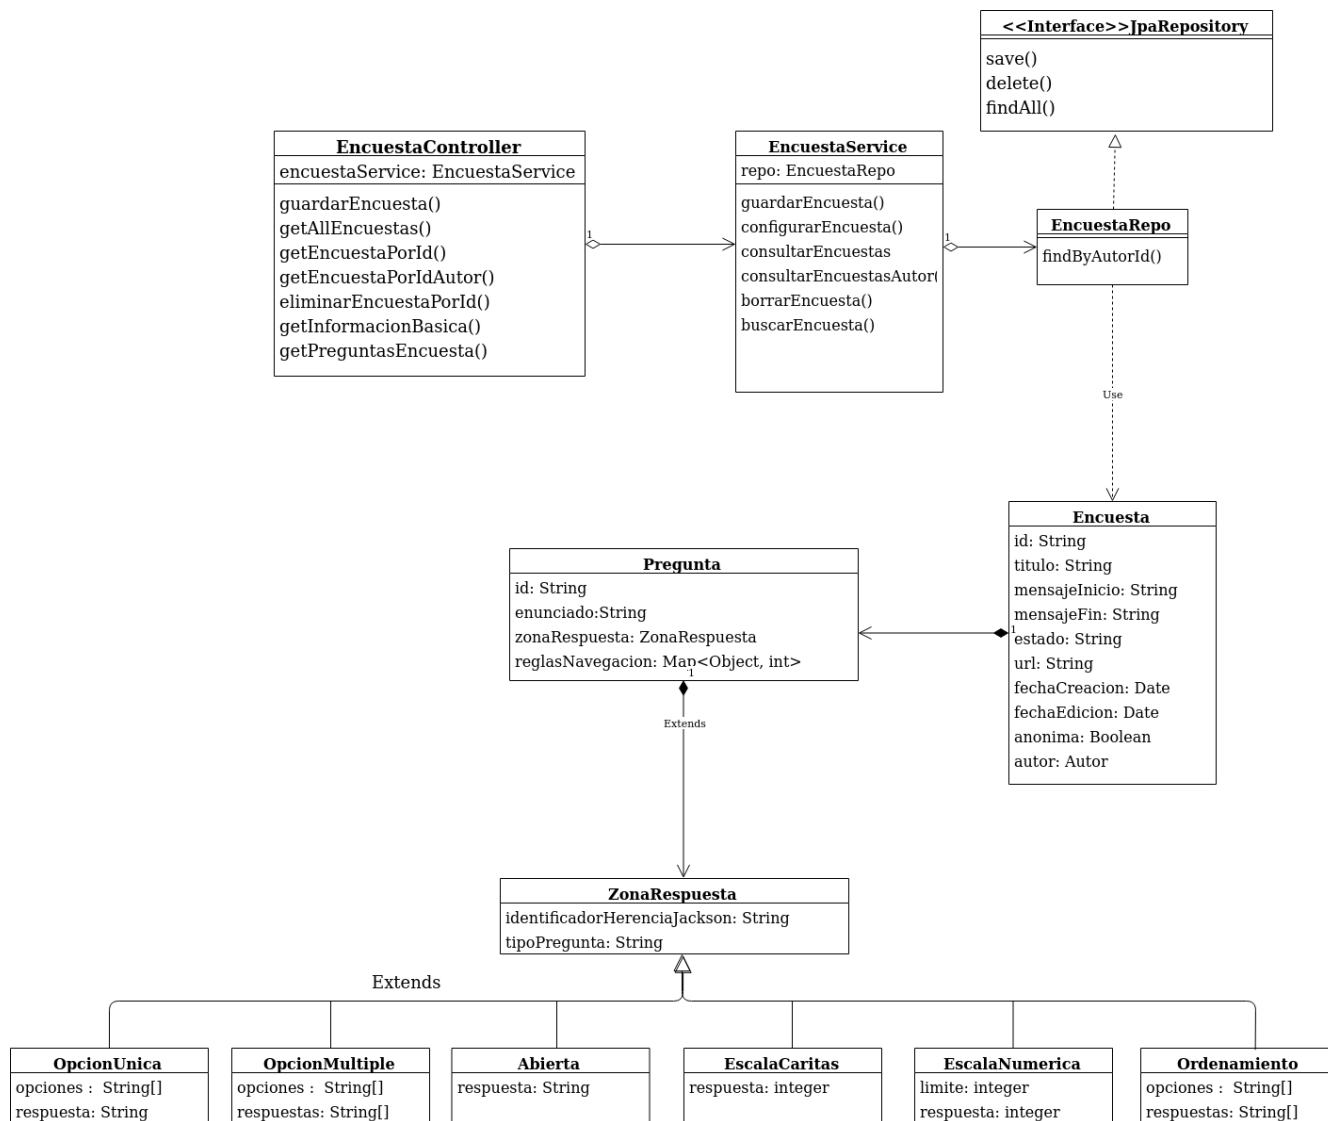 <<Interface>>JpaRepository
save()
delete()
findAll()
EncuestaController
encuestaService: EncuestaService
guardarEncuesta()
getAllEncuestas()
getEncuestaPorId()
getEncuestaPorIdAutor()
eliminarEncuestaPorId()
getInformacionBasica()
getPreguntasEncuesta()
1
EncuestaService
repo: EncuestaRepo
guardarEncuesta()
configurarEncuesta()
consultarEncuestas
consultarEncuestasAutor(
borrarEncuesta()
buscarEncuesta()
1
EncuestaRepo
findByAutorId()
Use
Encuesta
id: String
titulo: String
mensajeInicio: String
mensajeFin: String
estado: String
url: String
fechaCreacion: Date
fechaEdicion: Date
anonima: Boolean
autor: Autor
1
Pregunta
id: String
enunciado:String
zonaRespuesta: ZonaRespuesta
reglasNavegacion: Map<Object, int>
1
Extends
ZonaRespuesta
identificadorHerenciaJackson: String
tipoPregunta: String
Extends
OpcionUnica
opciones : String[]
respuesta: String
OpcionMultiple
opciones : String[]
respuestas: String[]
Abierta
respuesta: String
EscalaCaritas
respuesta: integer
EscalaNumerica
limite: integer
respuesta: integer
Ordenamiento
opciones : String[]
respuestas: String[]